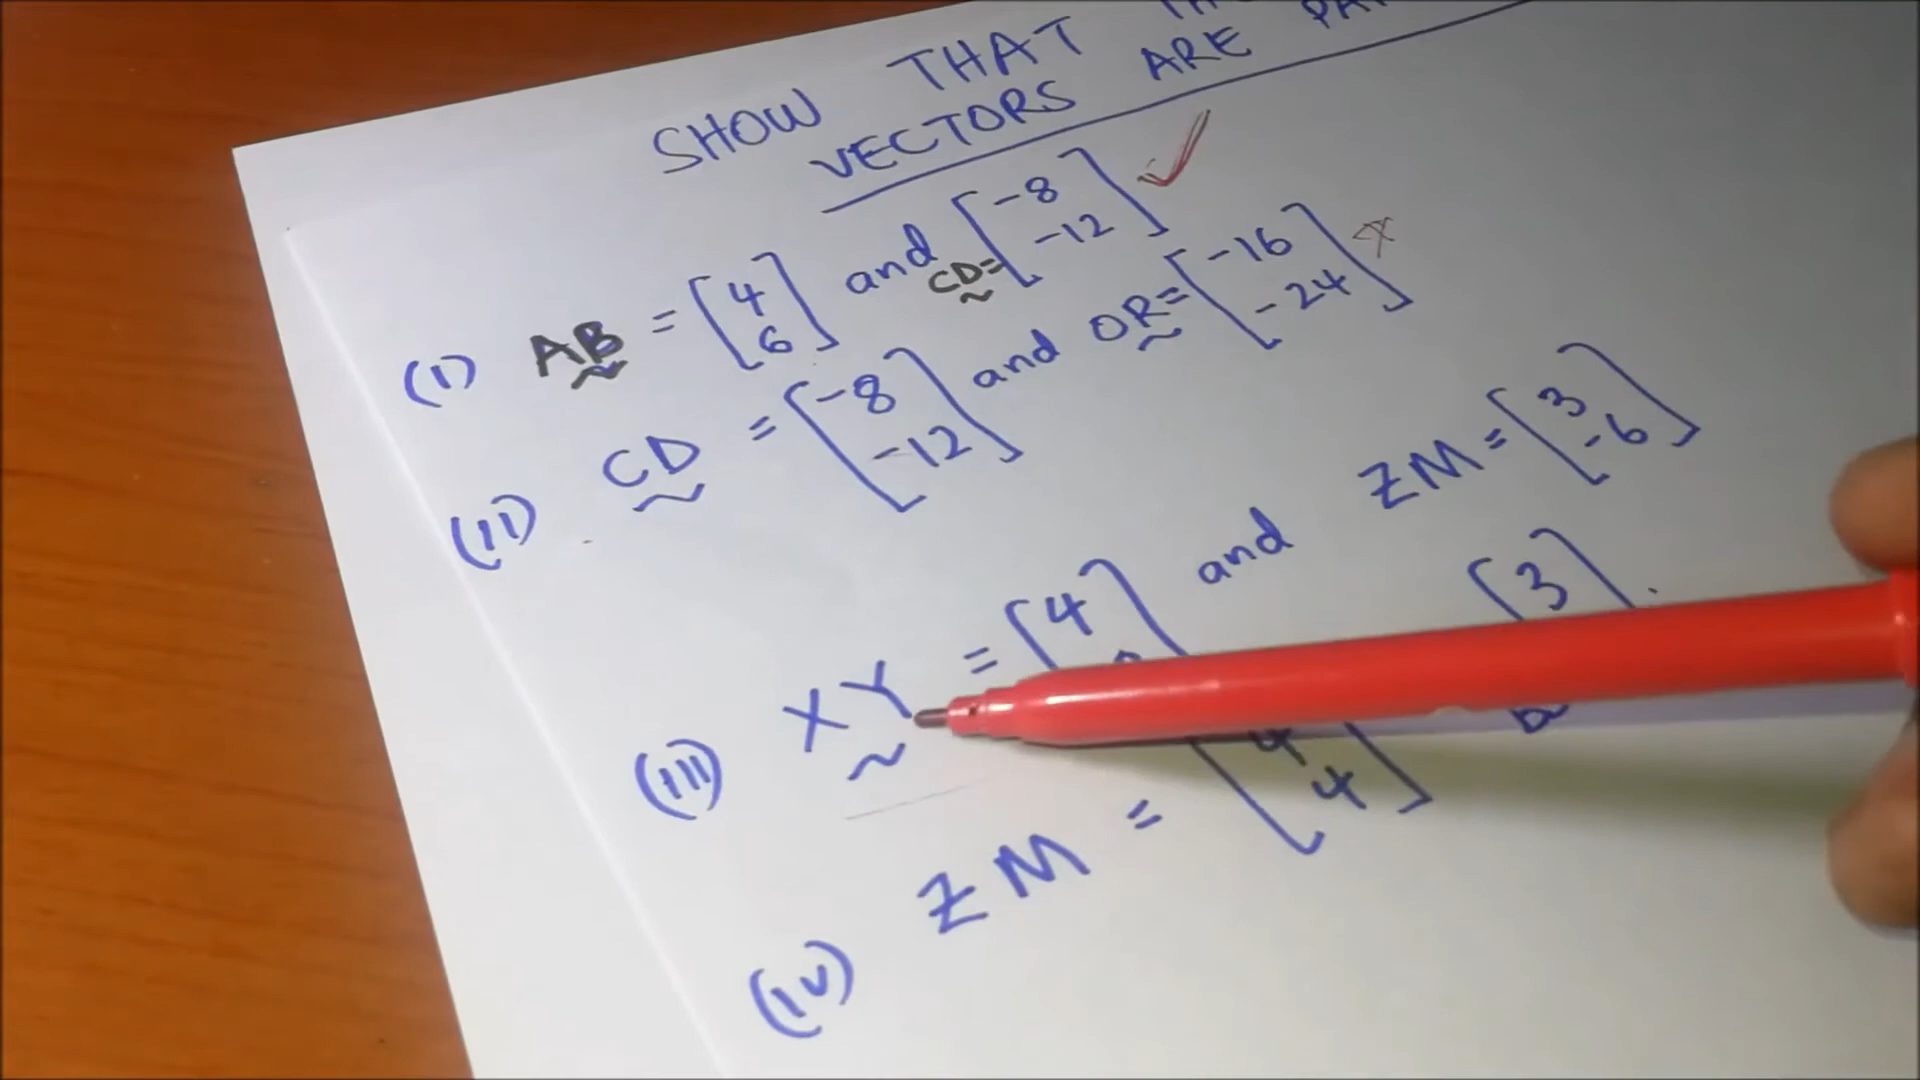 SHOW THAT
VECTORS ARE
(i) AB = [4 6] and CD = [-8 -12] ✓
(ii) CD = [-8 -12] and OR = [-16 -24] x
(iii) XY = [4 and ZM = [3 -6]
(iv) ZM = [4 4] [3